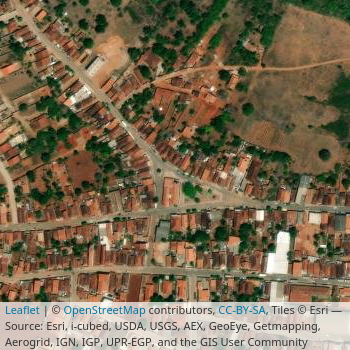 Leaflet | © OpenStreetMap contributors, CC-BY-SA, Tiles © Esri —
Source: Esri, i-cubed, USDA, USGS, AEX, GeoEye, Getmapping,
Aerogrid, IGN, IGP, UPR-EGP, and the GIS User Community